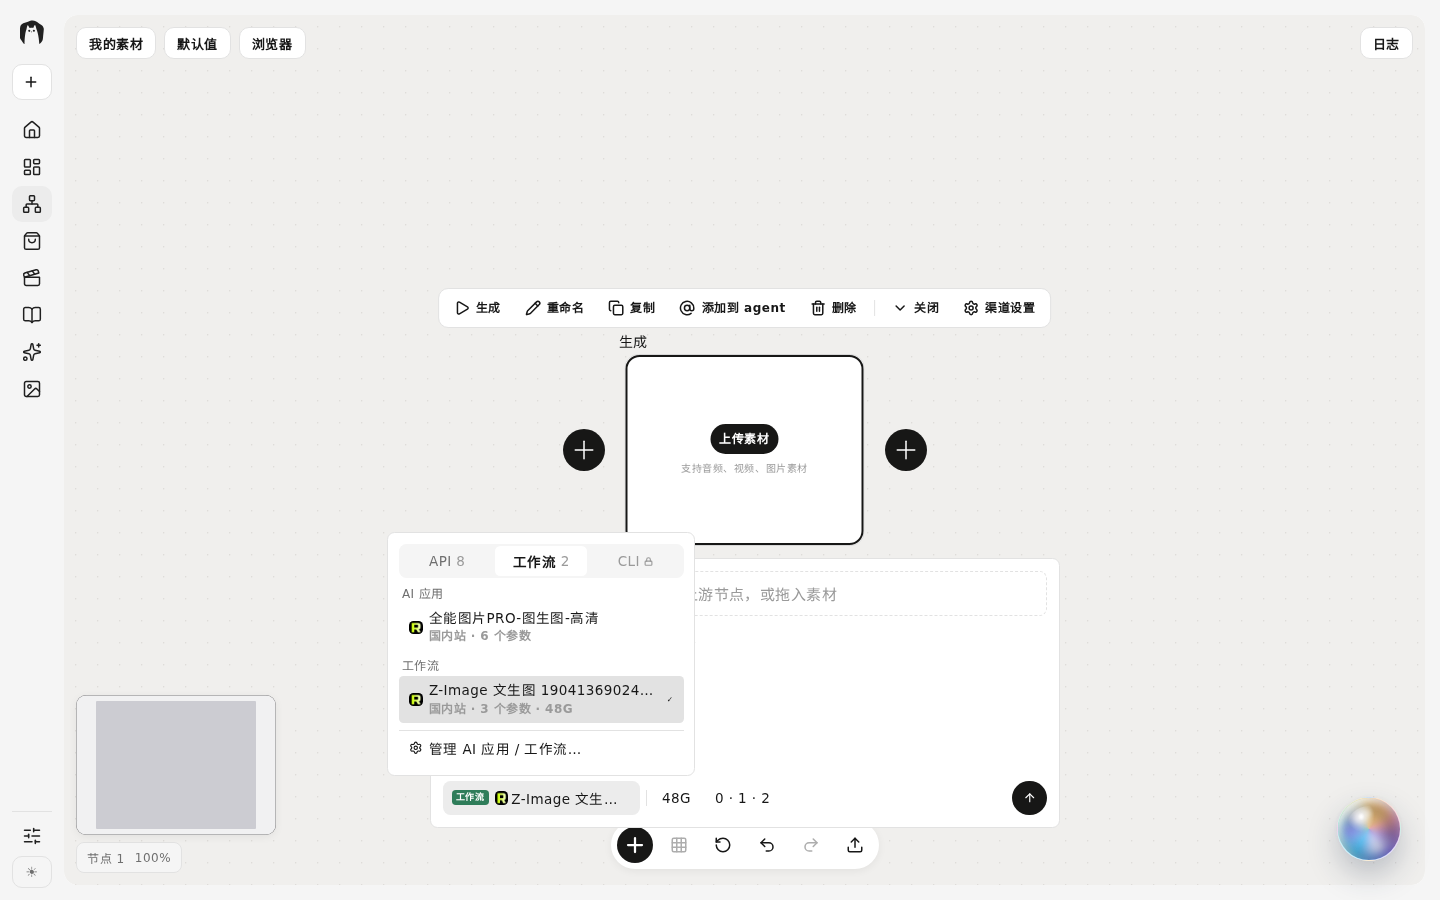 我的素材
默认值
浏览器
日志
生成
重命名
复制
添加到 agent
删除
关闭
渠道设置
生成
上传素材
支持音频、视频、图片素材
API 8
工作流 2
CLI
AI 应用
全能图片PRO-图生图-高清
国内站 · 6 个参数
工作流
Z-Image 文生图 19041369024...
国内站 · 3 个参数 · 48G
管理 AI 应用 / 工作流...
游节点，或拖入素材
工作流
R Z-Image 文生...
48G
0 · 1 · 2
节点 1 100%